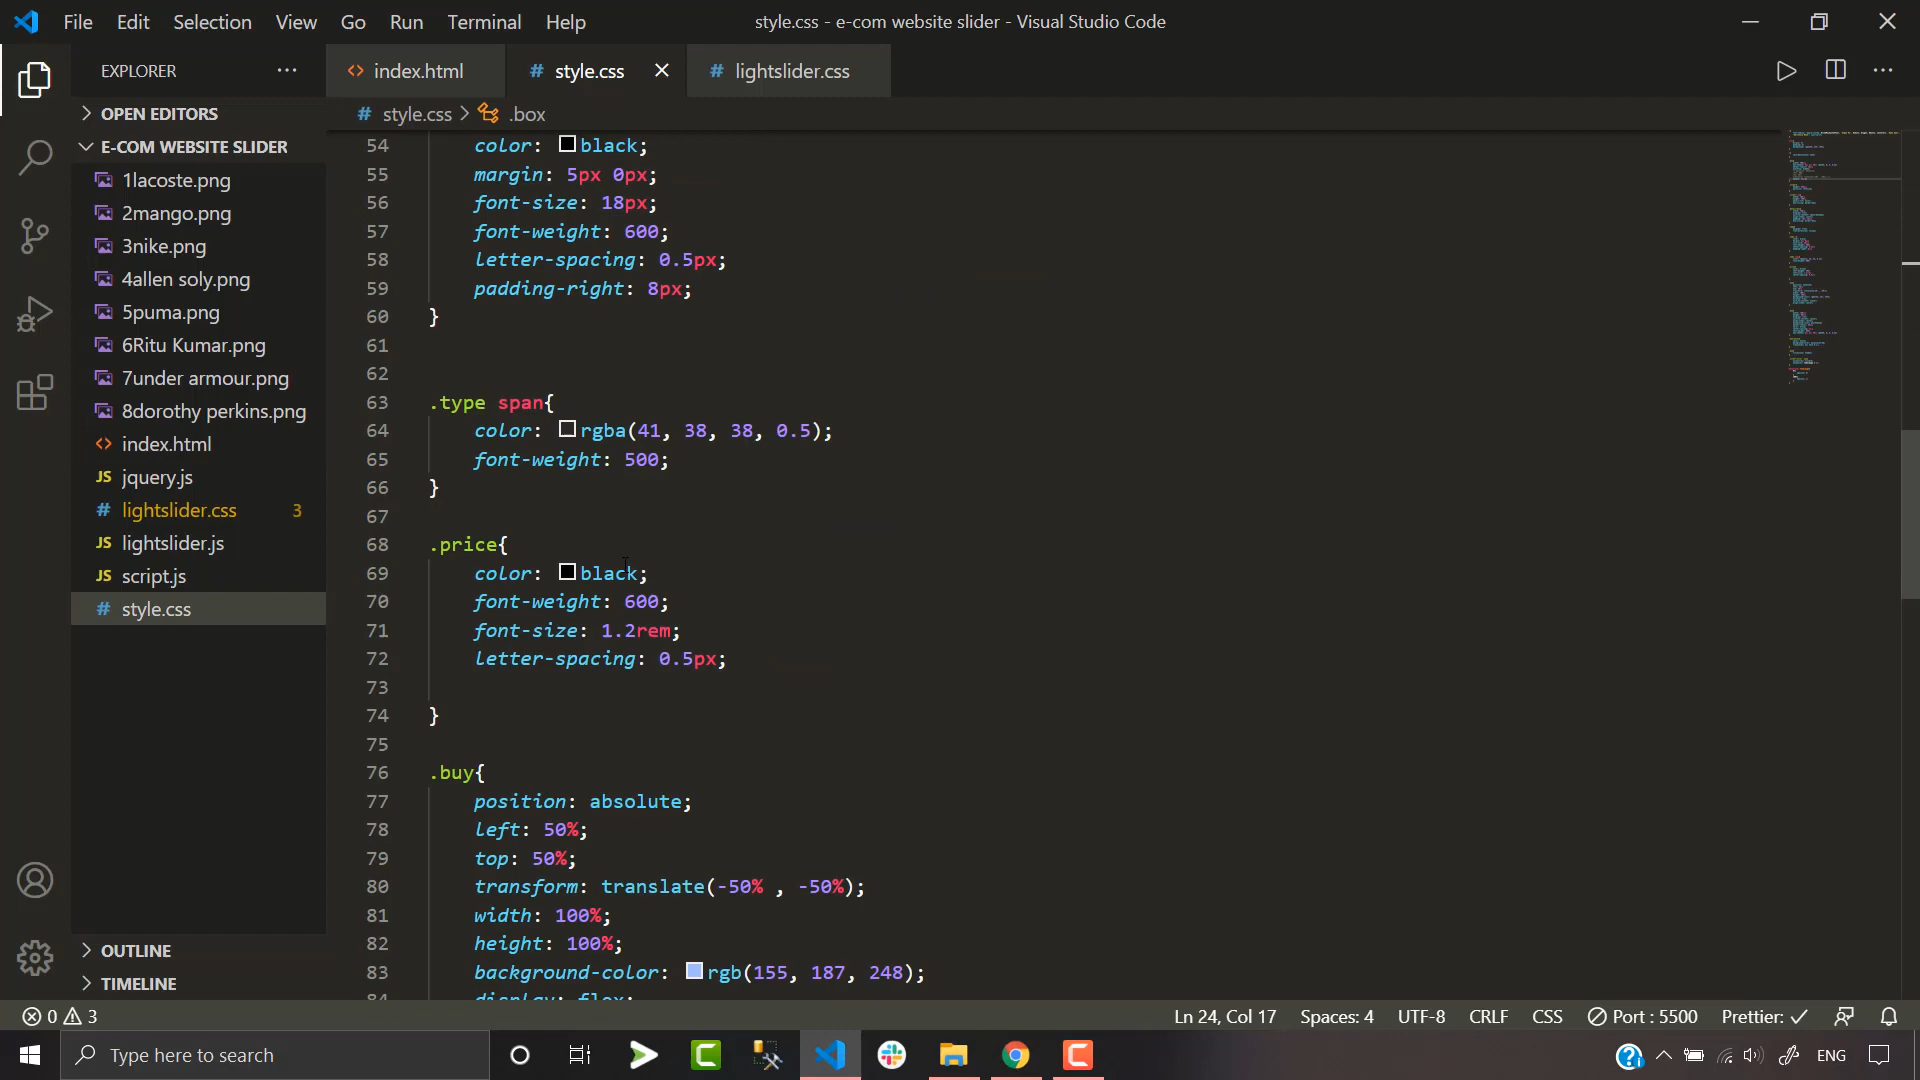 File Edit Selection View Go Run Terminal Help style.css - e-com website slider - Visual Studio Code
EXPLORER ··· <> index.html # style.css # lightslider.css
OPEN EDITORS
# style.css > .box
E-COM WEBSITE SLIDER
1lacoste.png
2mango.png
3nike.png
4allen soly.png
5puma.png
6Ritu Kumar.png
7under armour.png
8dorothy perkins.png
<> index.html
JS jquery.js
# lightslider.css 3
JS lightslider.js
JS script.js
# style.css
OUTLINE
TIMELINE
54 color: black;
55 margin: 5px 0px;
56 font-size: 18px;
57 font-weight: 600;
58 letter-spacing: 0.5px;
59 padding-right: 8px;
60 }
61
62
63 .type span{
64 color: rgba(41, 38, 38, 0.5);
65 font-weight: 500;
66 }
67
68 .price{
69 color: black;
70 font-weight: 600;
71 font-size: 1.2rem;
72 letter-spacing: 0.5px;
73
74 }
75
76 .buy{
77 position: absolute;
78 left: 50%;
79 top: 50%;
80 transform: translate(-50% , -50%);
81 width: 100%;
82 height: 100%;
83 background-color: rgb(155, 187, 248);
84 display: flex;
0 3 Ln 24, Col 17 Spaces: 4 UTF-8 CRLF CSS Port : 5500 Prettier: ✓
Type here to search ENG